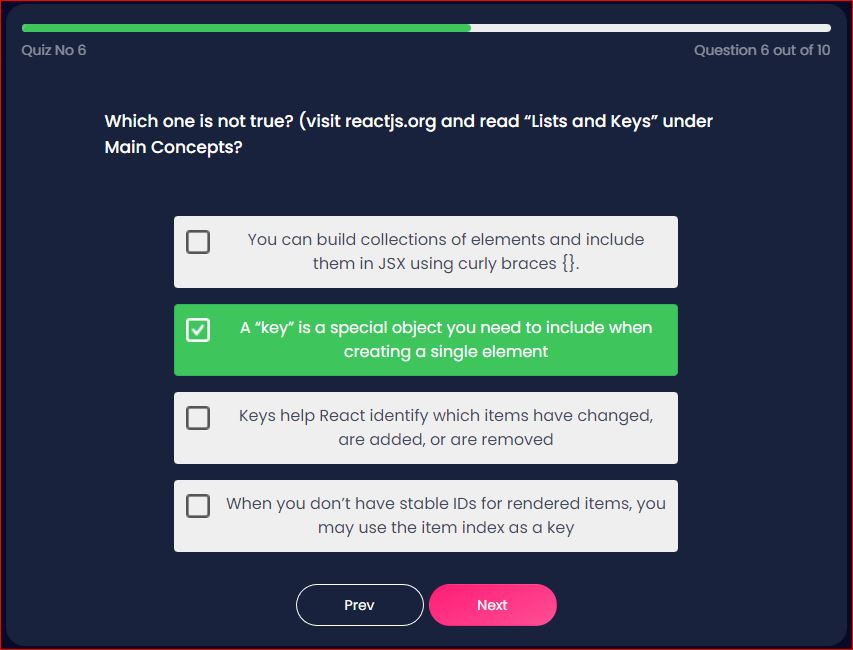 Quiz No 6
Question 6 out of 10
Which one is not true? (visit reactjs.org and read “Lists and Keys” under
Main Concepts?
You can build collections of elements and include
them in JSX using curly braces {}.
A “key” is a special object you need to include when
creating a single element
Keys help React identify which items have changed,
are added, or are removed
When you don’t have stable IDs for rendered items, you
may use the item index as a key
Prev
Next